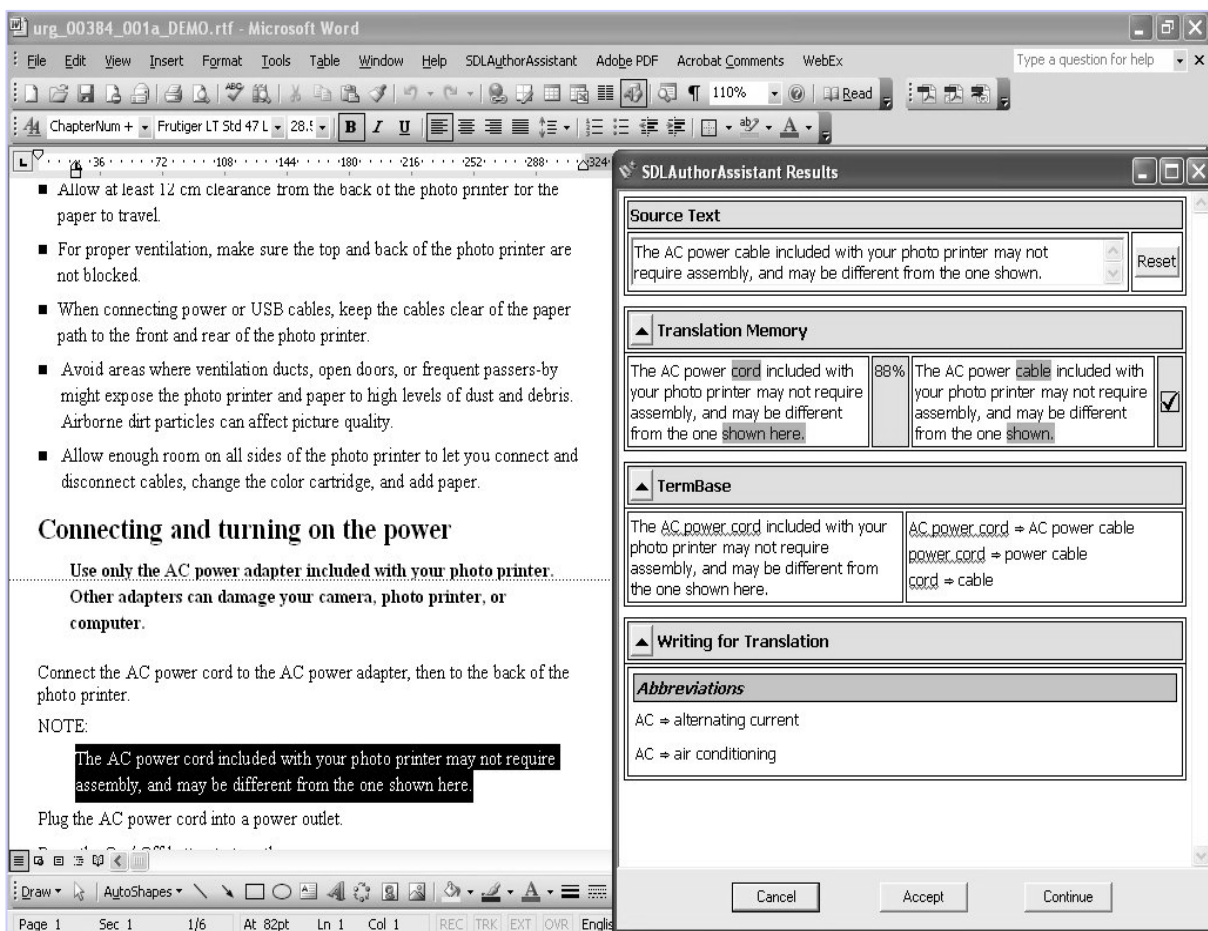 urg_00384_001a_DEMO.rtf - Microsoft Word
File Edit View Insert Format Tools Table Window Help SDLAuthorAssistant Adobe PDF Acrobat Comments WebEx Type a question for help
110% Read
ChapterNum + Frutiger LT Std 47 L 28. B I U
36 72 108 144 180 216 252 288 324
Allow at least 12 cm clearance from the back of the photo printer for the
paper to travel.
For proper ventilation, make sure the top and back of the photo printer are
not blocked.
When connecting power or USB cables, keep the cables clear of the paper
path to the front and rear of the photo printer.
Avoid areas where ventilation ducts, open doors, or frequent passers-by
might expose the photo printer and paper to high levels of dust and debris.
Airborne dirt particles can affect picture quality.
Allow enough room on all sides of the photo printer to let you connect and
disconnect cables, change the color cartridge, and add paper.
Connecting and turning on the power
Use only the AC power adapter included with your photo printer.
Other adapters can damage your camera, photo printer, or
computer.
Connect the AC power cord to the AC power adapter, then to the back of the
photo printer.
NOTE:
The AC power cord included with your photo printer may not require
assembly, and may be different from the one shown here.
Plug the AC power cord into a power outlet.
Draw AutoShapes
Page 1 Sec 1 1/6 At 82pt Ln 1 Col 1 REC TRK EXT OVR Englis
SDLAuthorAssistant Results
Source Text
The AC power cable included with your photo printer may not
require assembly, and may be different from the one shown.
Reset
Translation Memory
The AC power cord included with
your photo printer may not require
assembly, and may be different
from the one shown here.
88%
The AC power cable included with
your photo printer may not require
assembly, and may be different
from the one shown.
TermBase
The AC power cord included with your
photo printer may not require
assembly, and may be different from
the one shown here.
AC power cord ⇒ AC power cable
power cord ⇒ power cable
cord ⇒ cable
Writing for Translation
Abbreviations
AC ⇒ alternating current
AC ⇒ air conditioning
Cancel Accept Continue